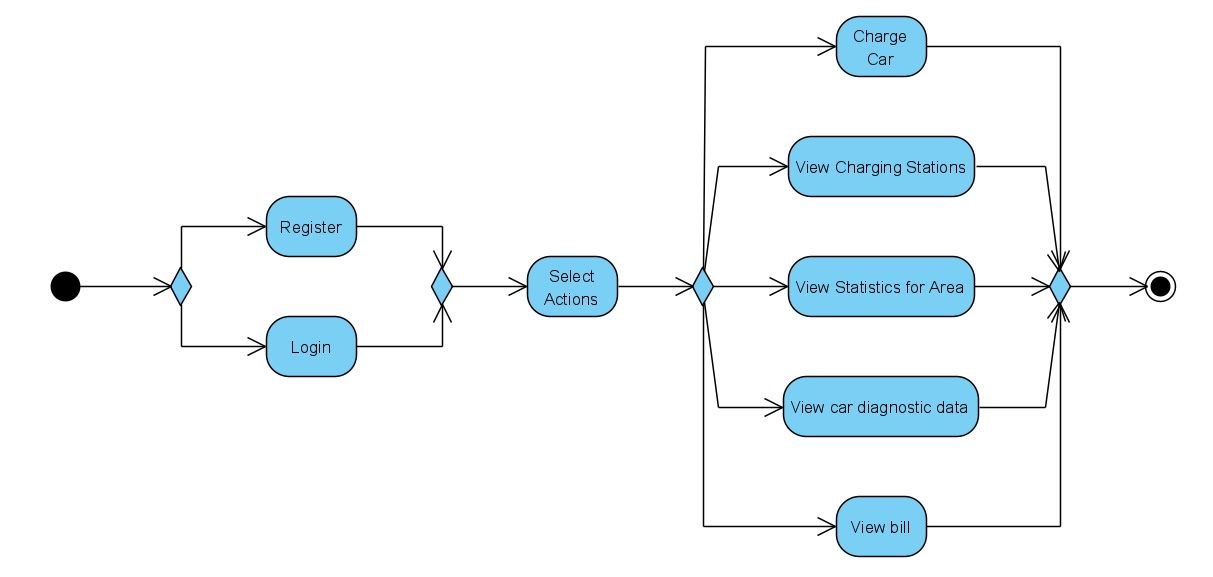 Register
Login
Select
Actions
Charge
Car
View Charging Stations
View Statistics for Area
View car diagnostic data
View bill